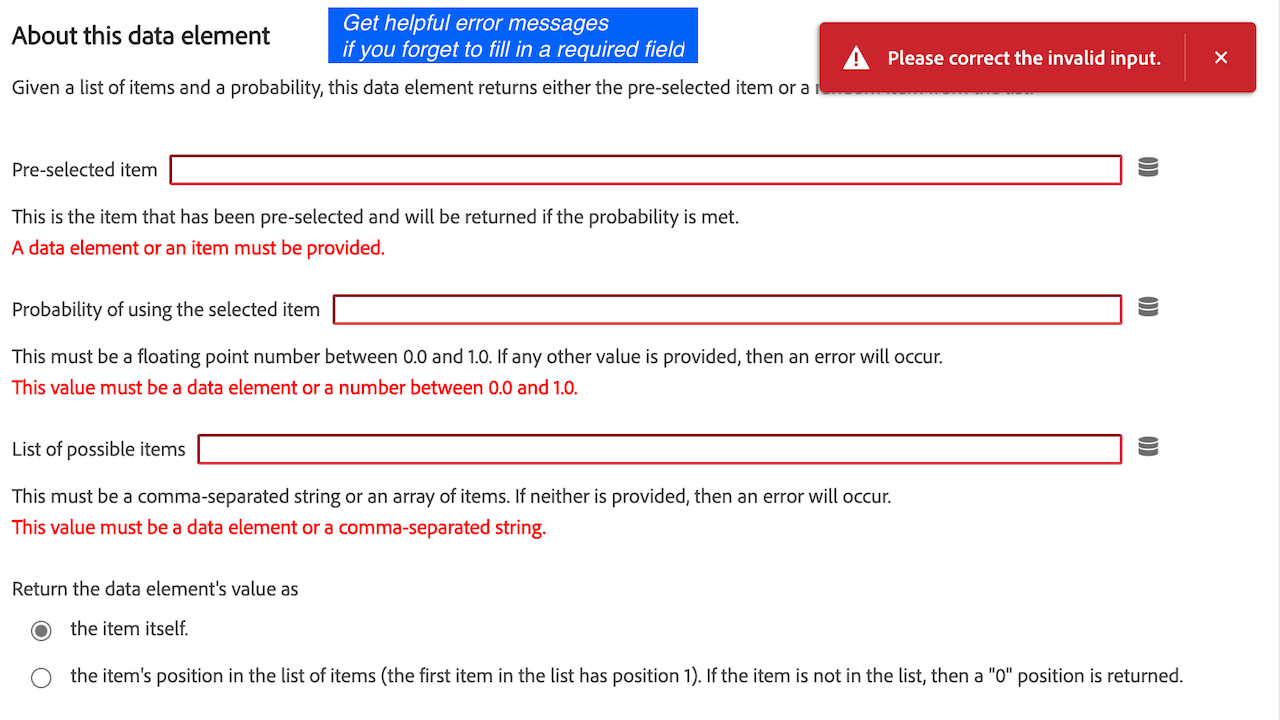 About this data element
Get helpful error messages
if you forget to fill in a required field
Please correct the invalid input.
Given a list of items and a probability, this data element returns either the pre-selected item or a
Pre-selected item
This is the item that has been pre-selected and will be returned if the probability is met.
A data element or an item must be provided.
Probability of using the selected item
This must be a floating point number between 0.0 and 1.0. If any other value is provided, then an error will occur.
This value must be a data element or a number between 0.0 and 1.0.
List of possible items
This must be a comma-separated string or an array of items. If neither is provided, then an error will occur.
This value must be a data element or a comma-separated string.
Return the data element's value as
the item itself.
the item's position in the list of items (the first item in the list has position 1). If the item is not in the list, then a "0" position is returned.